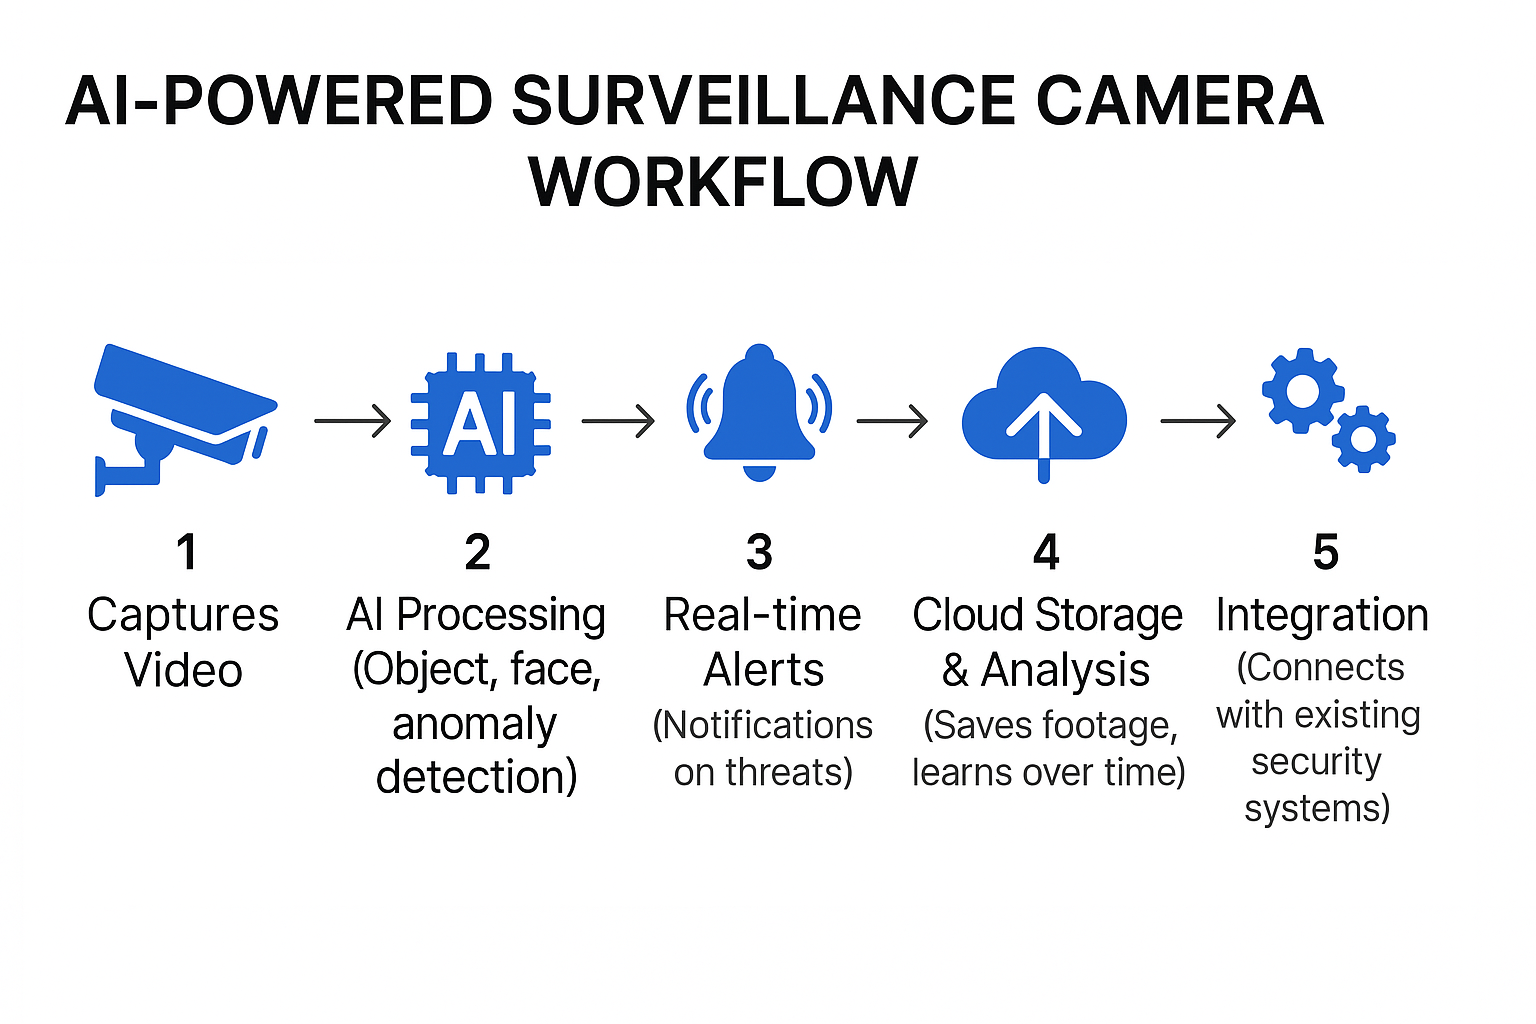 AI-POWERED SURVEILLANCE CAMERA
WORKFLOW
AI
1
Captures
Video
2
AI Processing
(Object, face,
anomaly
detection)
3
Real-time
Alerts
(Notifications
on threats)
4
Cloud Storage
& Analysis
(Saves footage,
learns over time)
5
Integration
(Connects
with existing
security
systems)